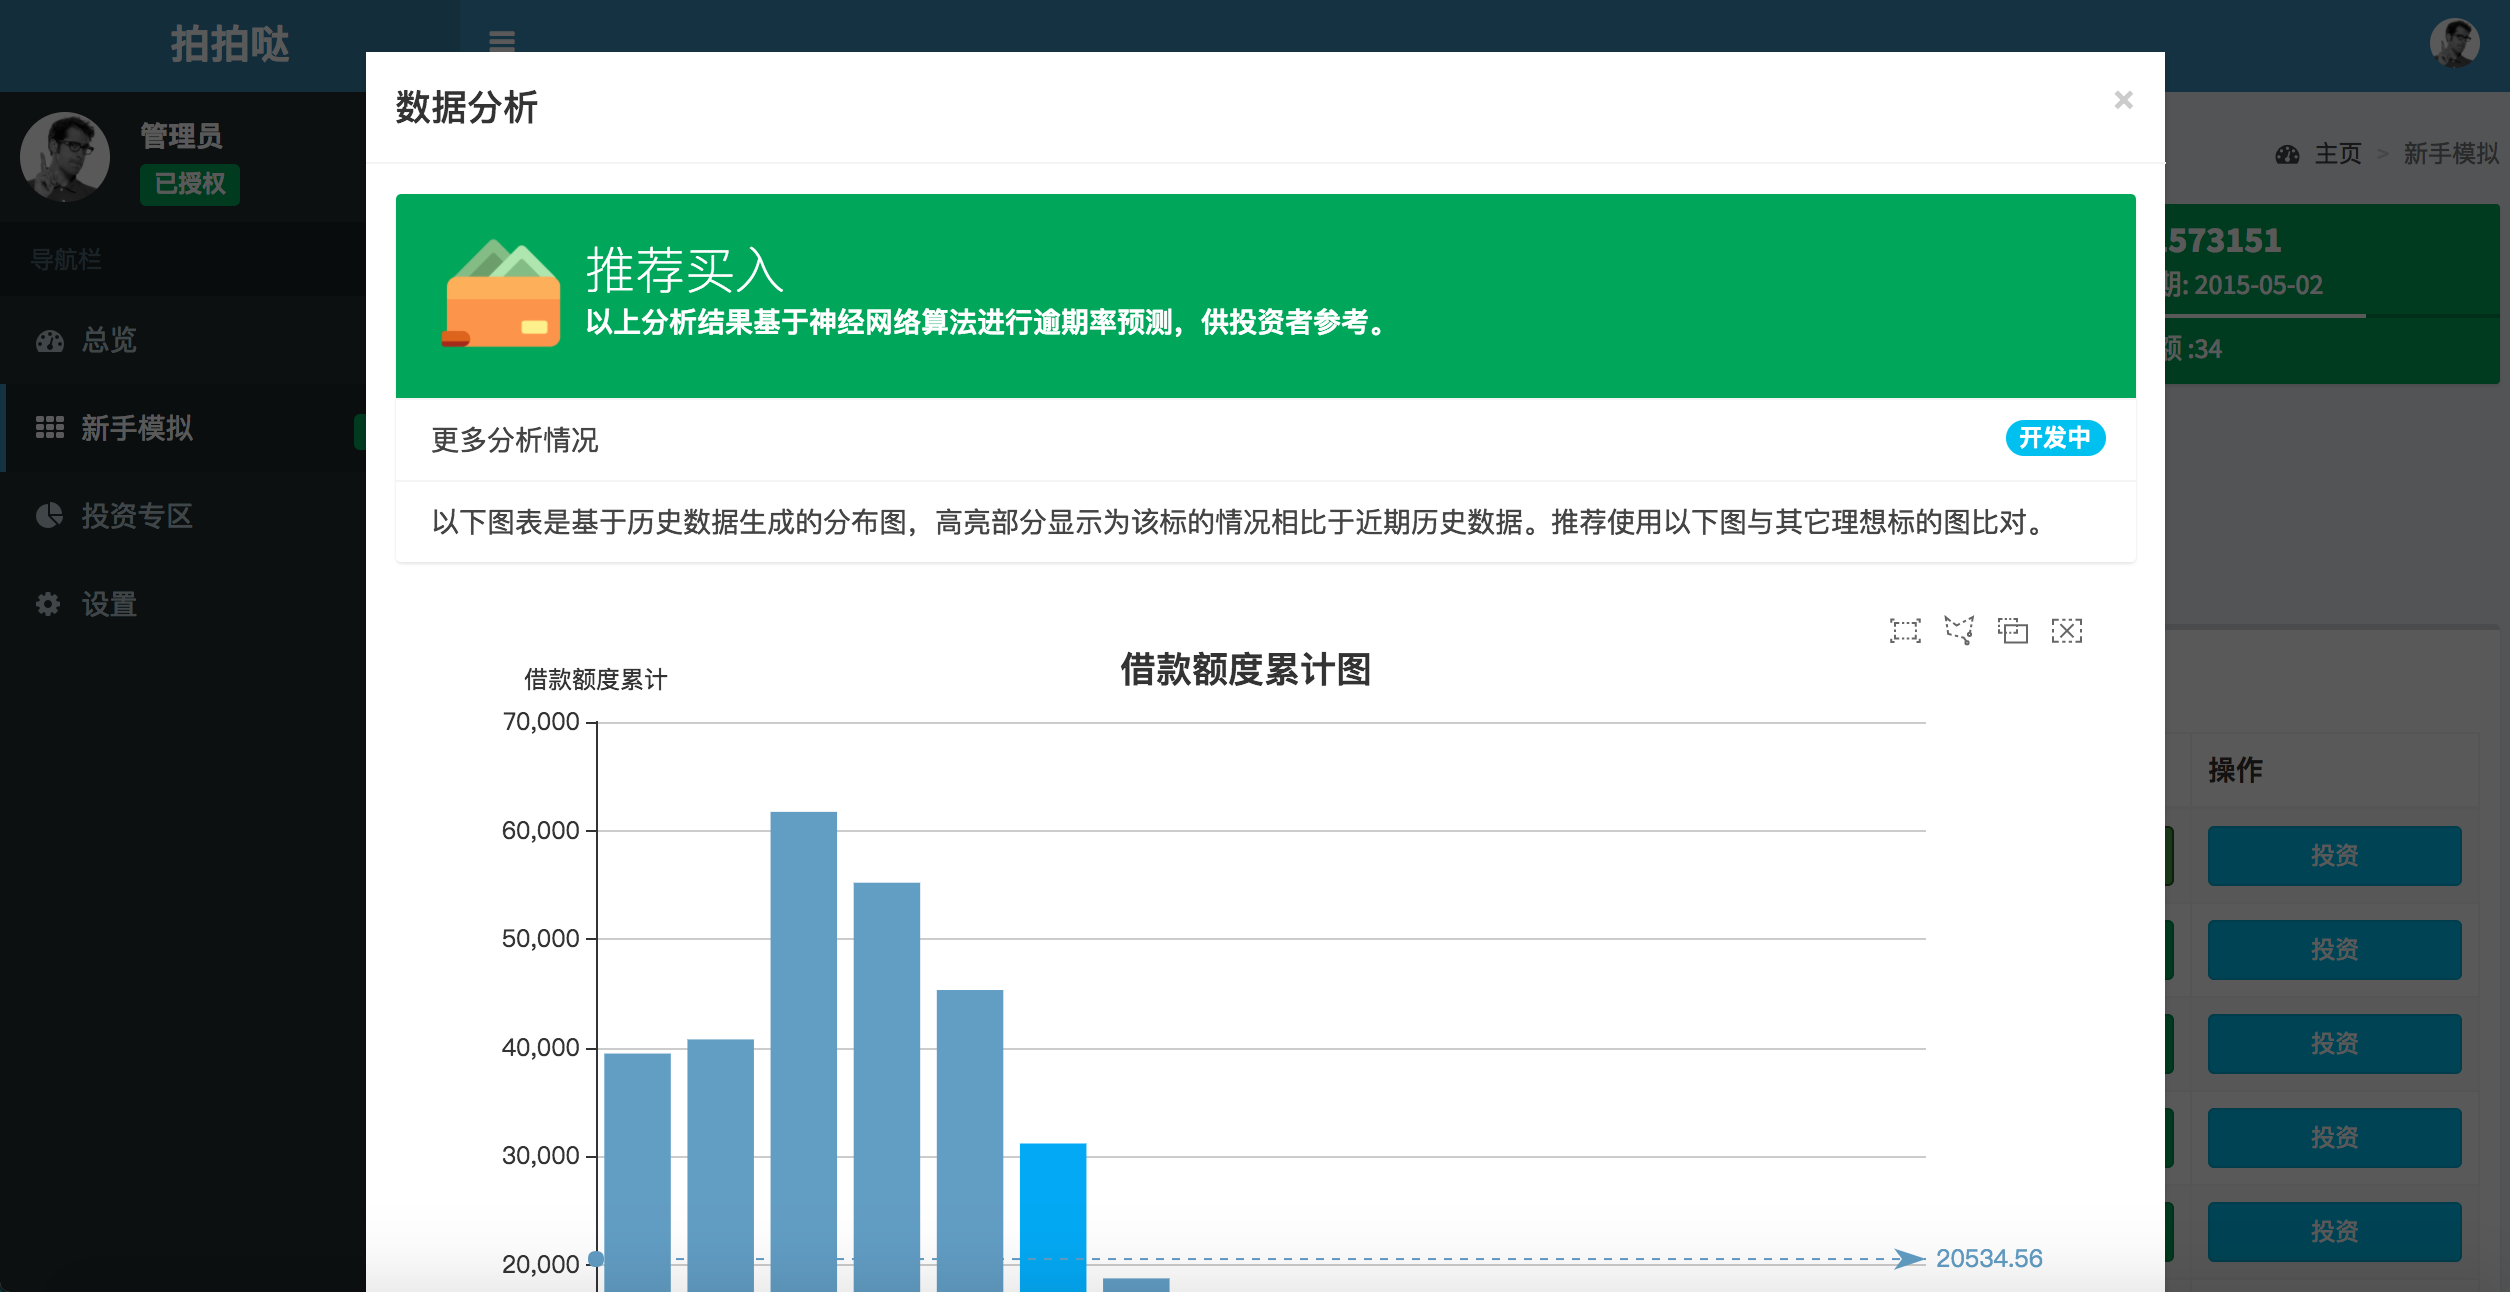 拍拍哒
管理员
已授权
导航栏
总览
新手模拟
投资专区
设置
主页 > 新手模拟
573151
期: 2015-05-02
额 :34
数据分析
×
推荐买入
以上分析结果基于神经网络算法进行逾期率预测，供投资者参考。
更多分析情况
开发中
以下图表是基于历史数据生成的分布图，高亮部分显示为该标的情况相比于近期历史数据。推荐使用以下图与其它理想标的图比对。
借款额度累计图
借款额度累计
70,000
60,000
50,000
40,000
30,000
20,000
20534.56
操作
投资
投资
投资
投资
投资